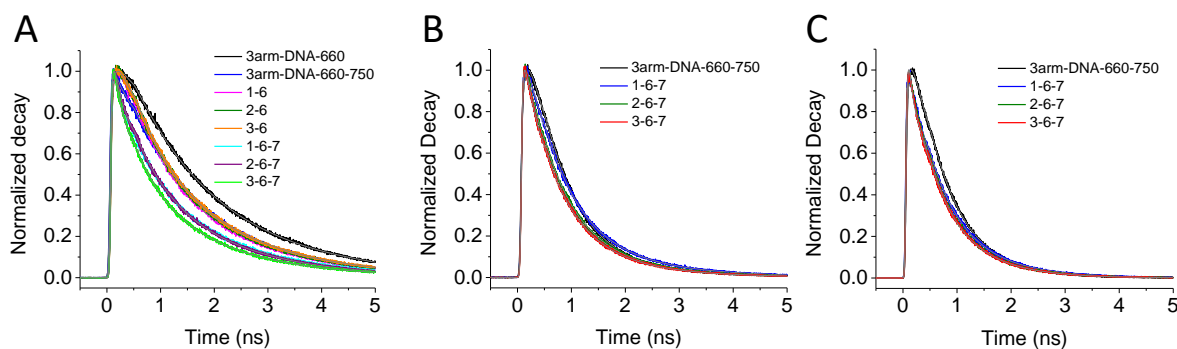 A
Normalized decay
1.0
0.8
0.6
0.4
0.2
0.0
3arm-DNA-660
3arm-DNA-660-750
1-6
2-6
3-6
1-6-7
2-6-7
3-6-7
0 1 2 3 4 5
Time (ns)
B
Normalized Decay
1.0
0.8
0.6
0.4
0.2
0.0
3arm-DNA-660-750
1-6-7
2-6-7
3-6-7
0 1 2 3 4 5
Time (ns)
C
Normalized Decay
1.0
0.8
0.6
0.4
0.2
0.0
3arm-DNA-660-750
1-6-7
2-6-7
3-6-7
0 1 2 3 4 5
Time (ns)